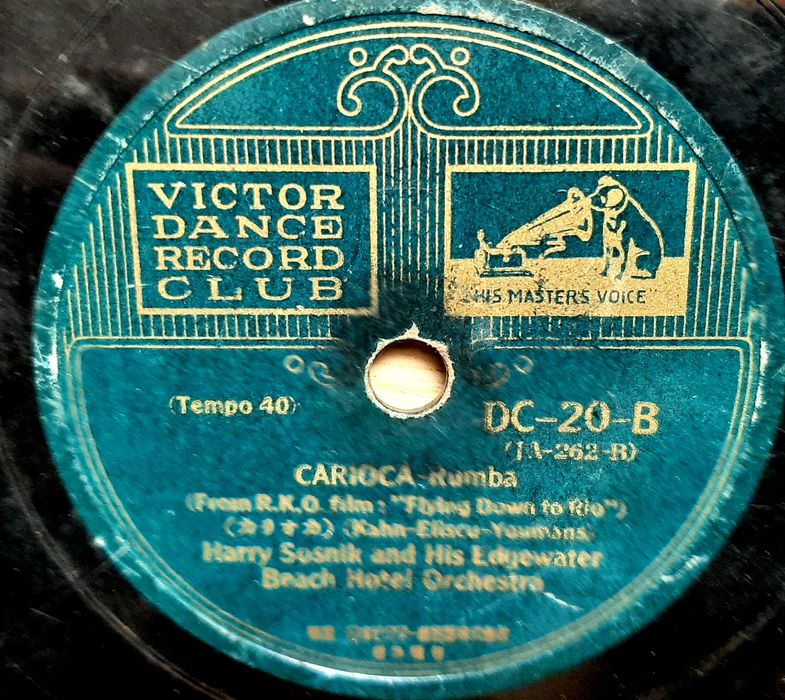 VICTOR
DANCE
RECORD
CLUB
HIS MASTER'S VOICE
(Tempo 40)
DC-20-B
(JA-262-B)
CARIOCA-Rumba
(From R.K.O. film : "Flying Down to Rio")
(カリオカ) (Kahn-Eliscu-Youmans)
Harry Sosnik and His Edgewater
Beach Hotel Orchestra